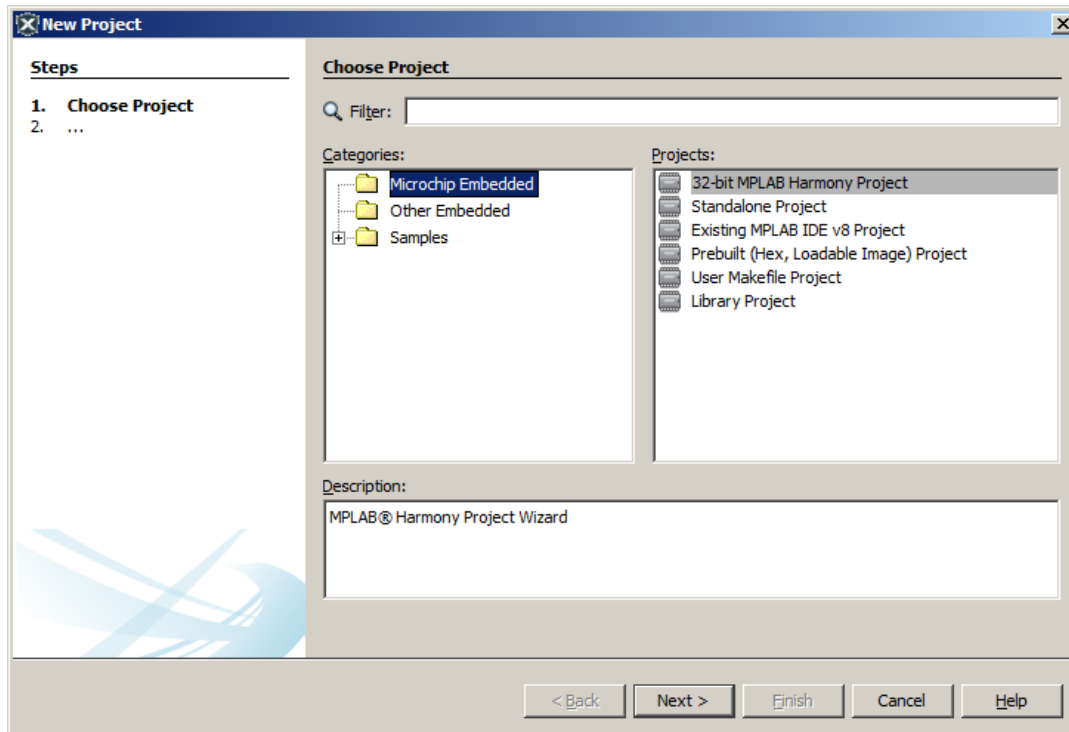 New Project
Steps
1. Choose Project
2. ...
Choose Project
Filter:
Categories:
Microchip Embedded
Other Embedded
Samples
Projects:
32-bit MPLAB Harmony Project
Standalone Project
Existing MPLAB IDE v8 Project
Prebuilt (Hex, Loadable Image) Project
User Makefile Project
Library Project
Description:
MPLAB® Harmony Project Wizard
< Back
Next >
Finish
Cancel
Help